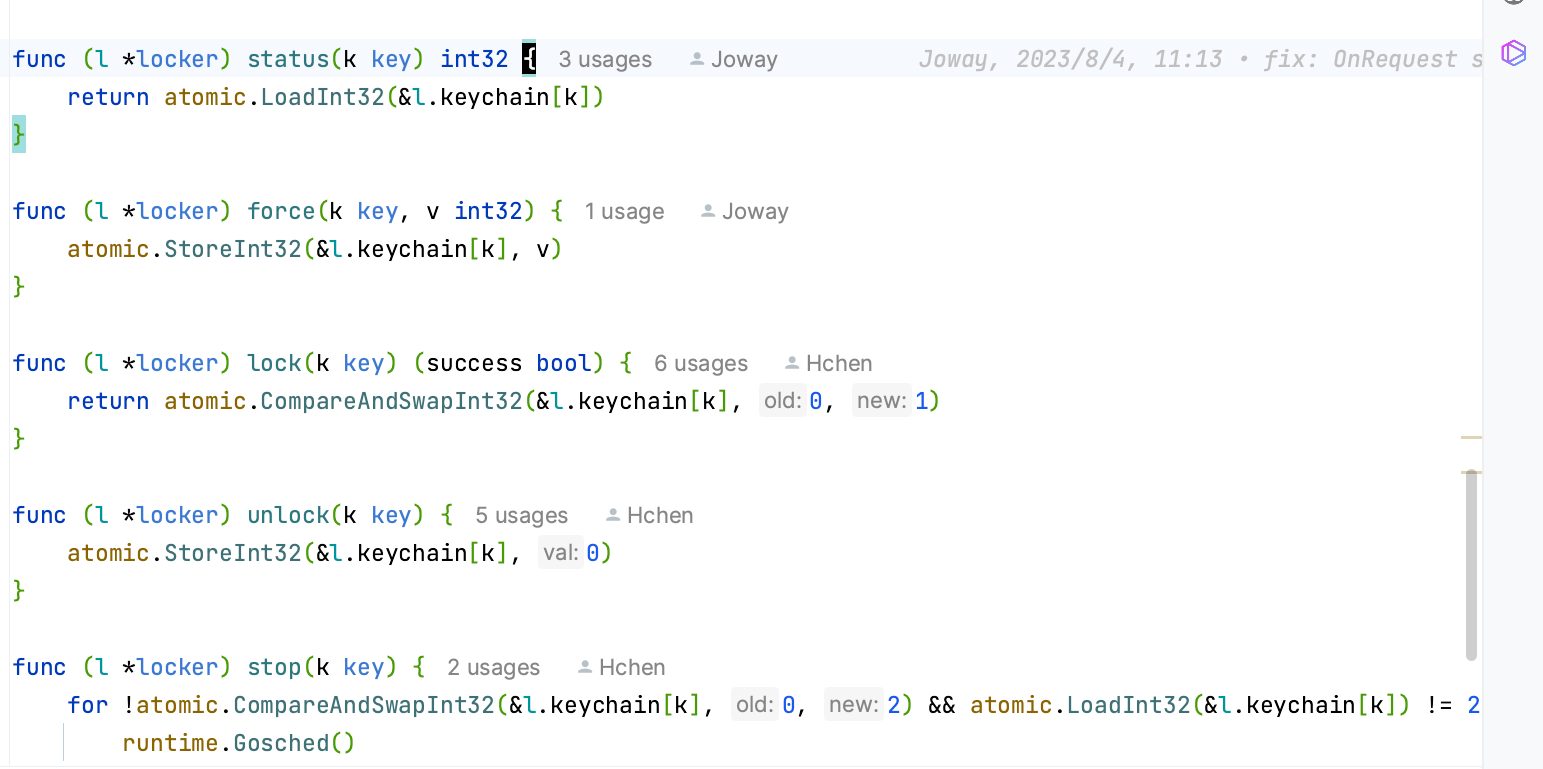 func (l *locker) status(k key) int32 { 3 usages Joway Joway, 2023/8/4, 11:13 • fix: OnRequest s
return atomic.LoadInt32(&l.keychain[k])
}
func (l *locker) force(k key, v int32) { 1 usage Joway
atomic.StoreInt32(&l.keychain[k], v)
}
func (l *locker) lock(k key) (success bool) { 6 usages Hchen
return atomic.CompareAndSwapInt32(&l.keychain[k], old: 0, new: 1)
}
func (l *locker) unlock(k key) { 5 usages Hchen
atomic.StoreInt32(&l.keychain[k], val: 0)
}
func (l *locker) stop(k key) { 2 usages Hchen
for !atomic.CompareAndSwapInt32(&l.keychain[k], old: 0, new: 2) && atomic.LoadInt32(&l.keychain[k]) != 2
runtime.Gosched()